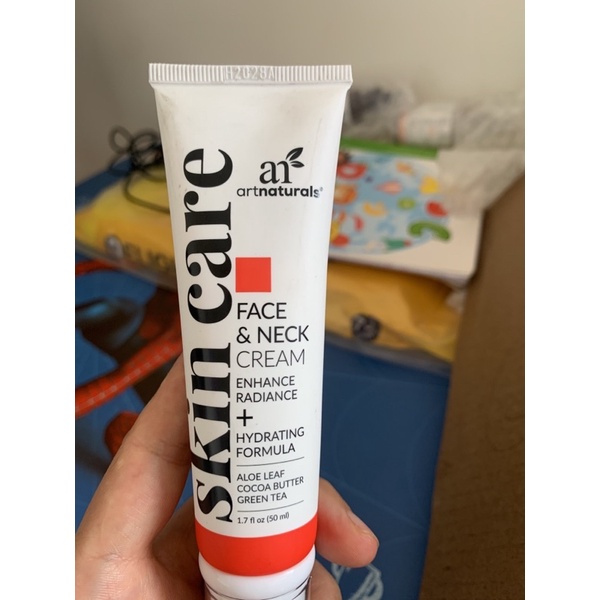 H2028A
skin care
an
artnaturals®
FACE
& NECK
CREAM
ENHANCE
RADIANCE
+
HYDRATING
FORMULA
ALOE LEAF
COCOA BUTTER
GREEN TEA
1.7 fl oz (50 ml)